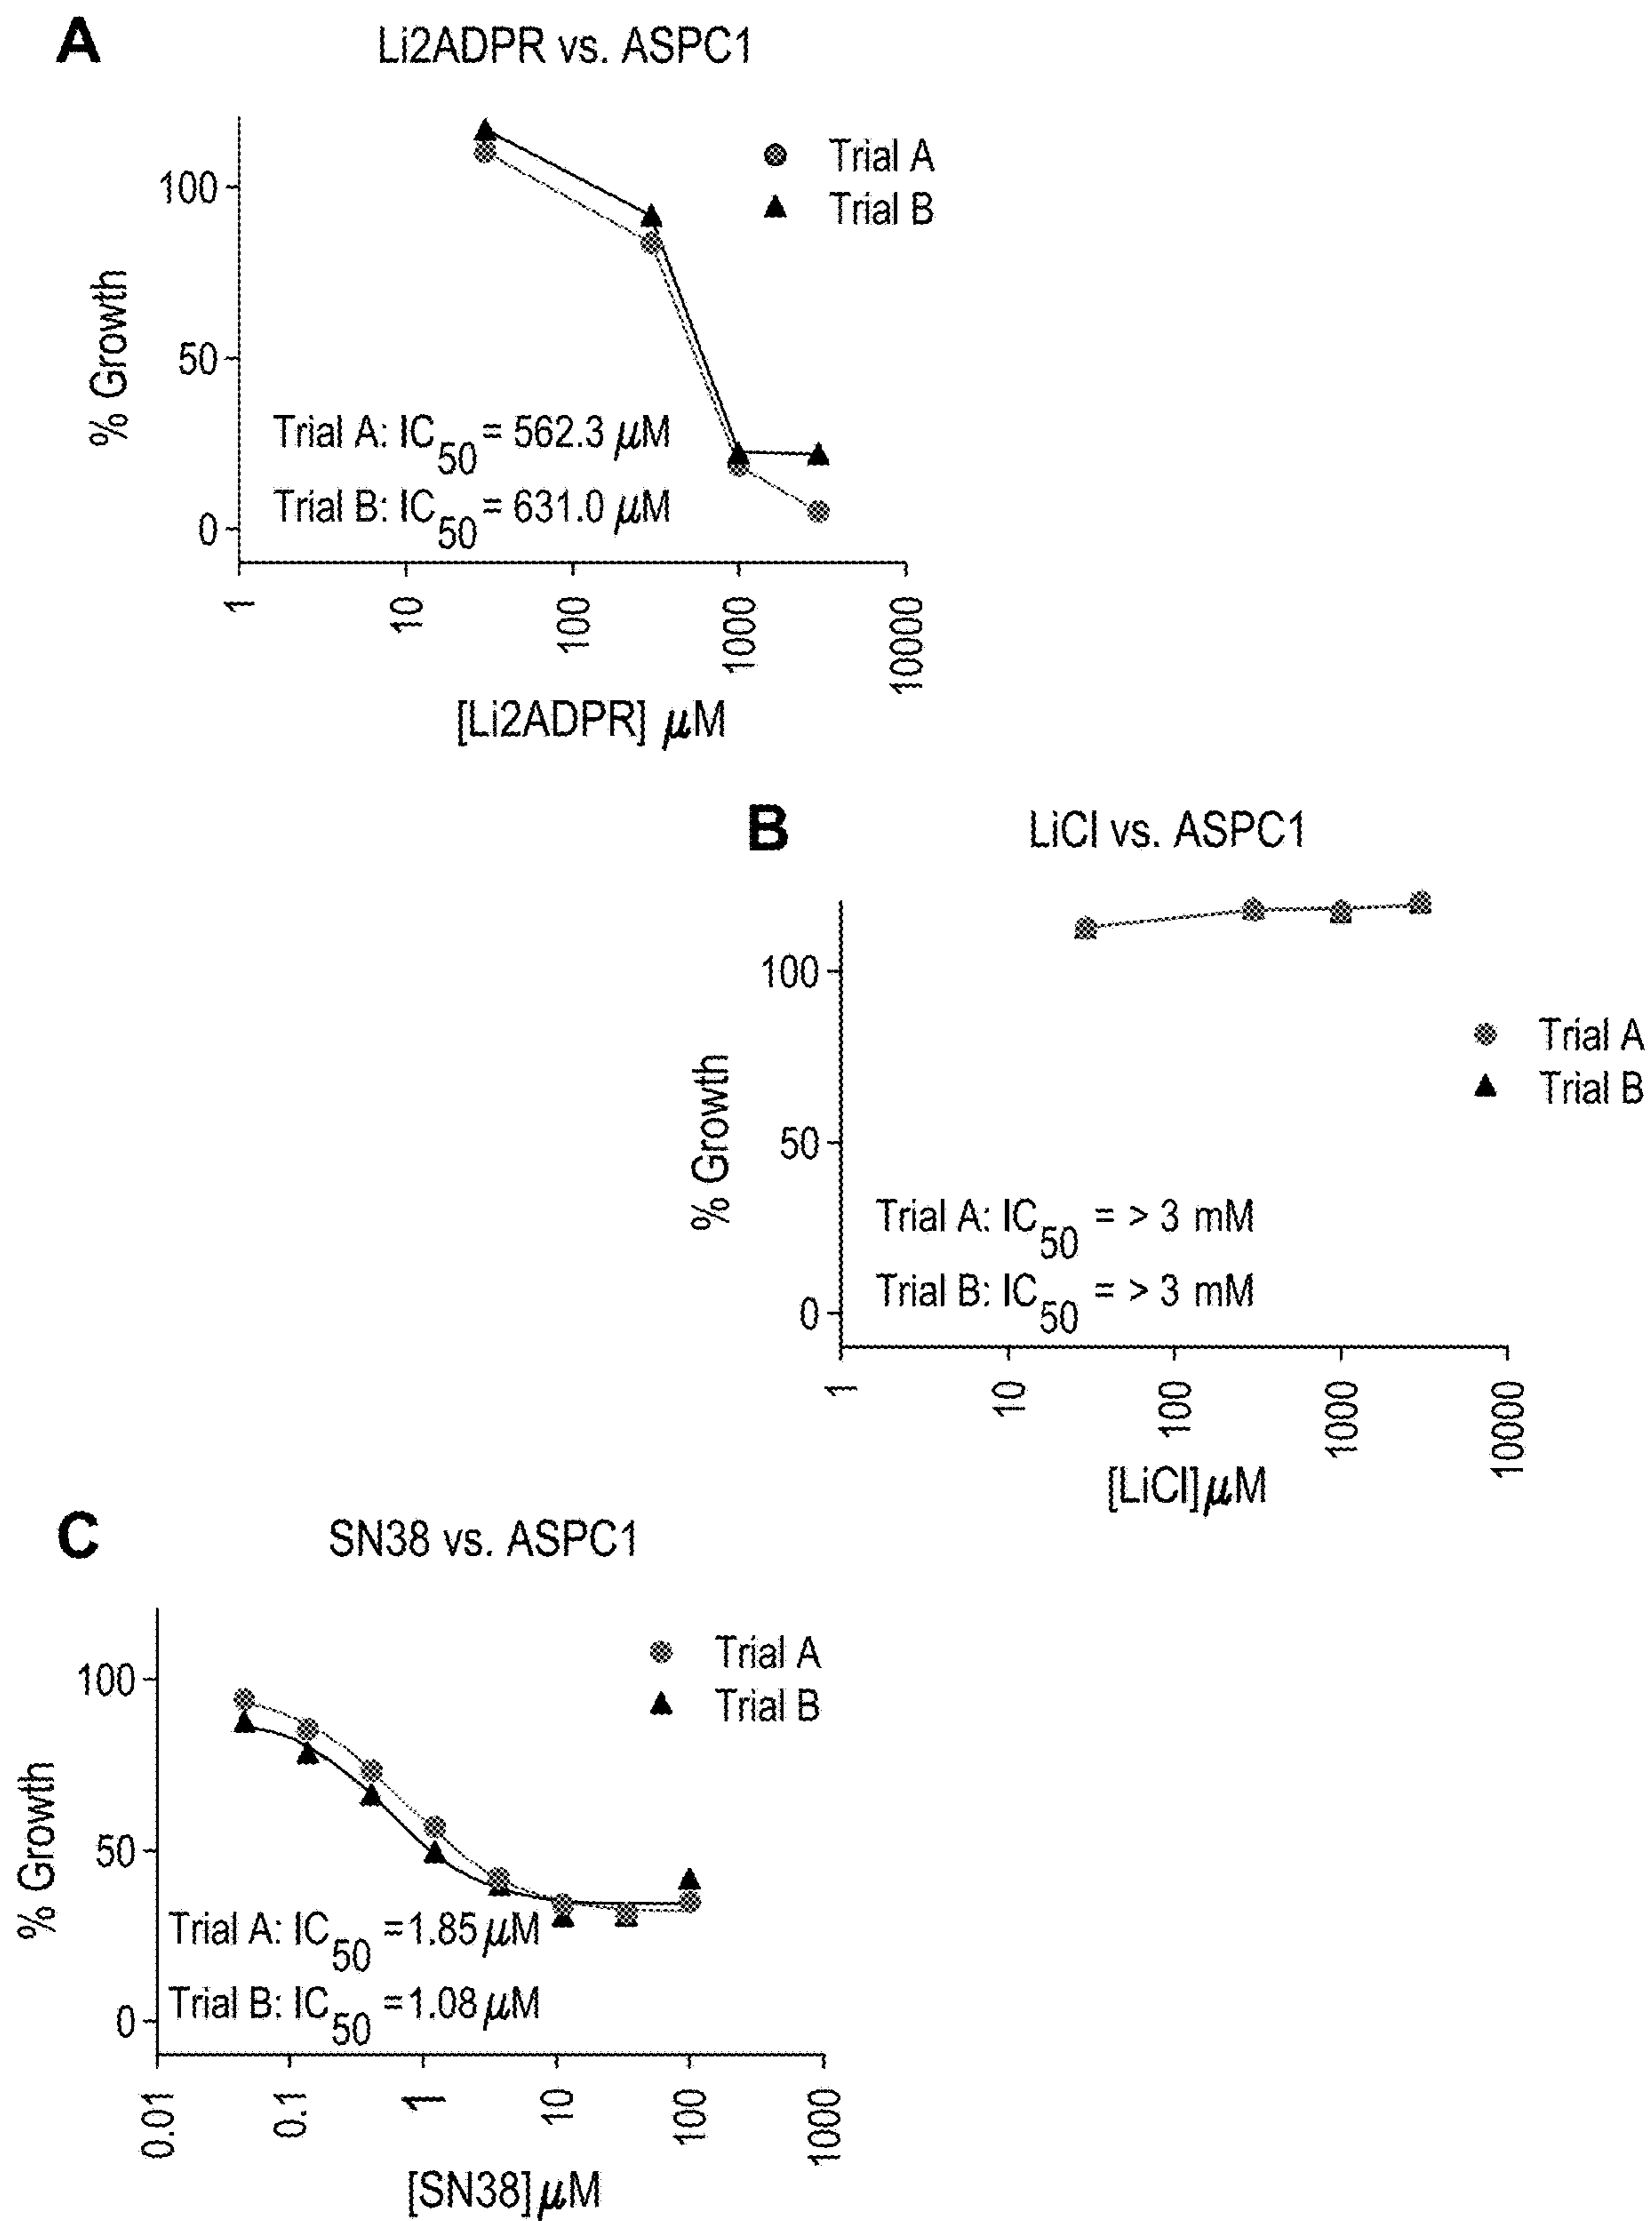 A
Li2ADPR vs. ASPC1
Trial A
Trial B
% Growth
100
50
0
Trial A: IC50 = 562.3 μM
Trial B: IC50 = 631.0 μM
1
10
100
1000
10000
[Li2ADPR] μM
B
LiCl vs. ASPC1
Trial A
Trial B
% Growth
100
50
0
Trial A: IC50 = > 3 mM
Trial B: IC50 = > 3 mM
1
10
100
1000
10000
[LiCl]μM
C
SN38 vs. ASPC1
Trial A
Trial B
% Growth
100
50
0
Trial A: IC50 =1.85 μM
Trial B: IC50 =1.08 μM
0.01
0.1
1
10
100
1000
[SN38]μM